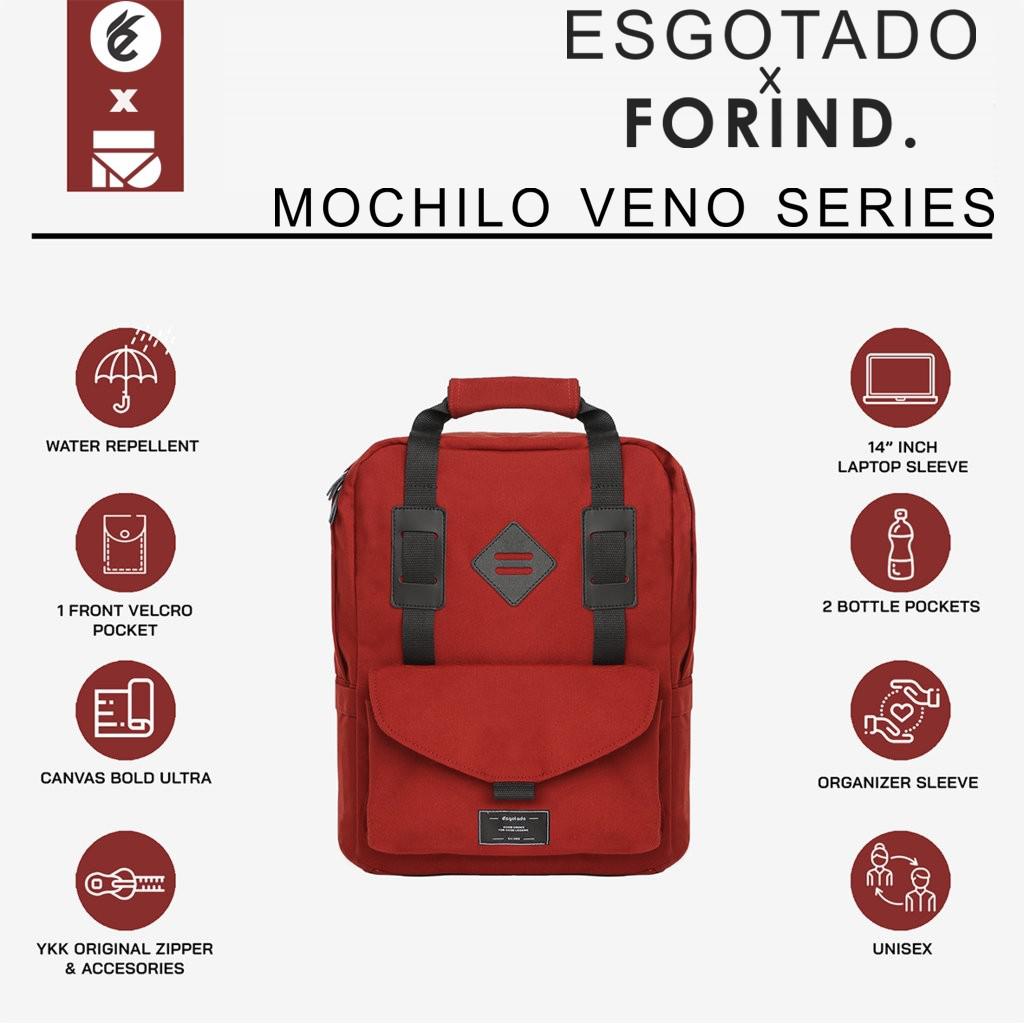 ESGOTADO
x
FORIND.
x
MOCHILO VENO SERIES
WATER REPELLENT
14” INCH
LAPTOP SLEEVE
1 FRONT VELCRO
POCKET
2 BOTTLE POCKETS
CANVAS BOLD ULTRA
ORGANIZER SLEEVE
YKK ORIGINAL ZIPPER
& ACCESORIES
UNISEX
esgotado